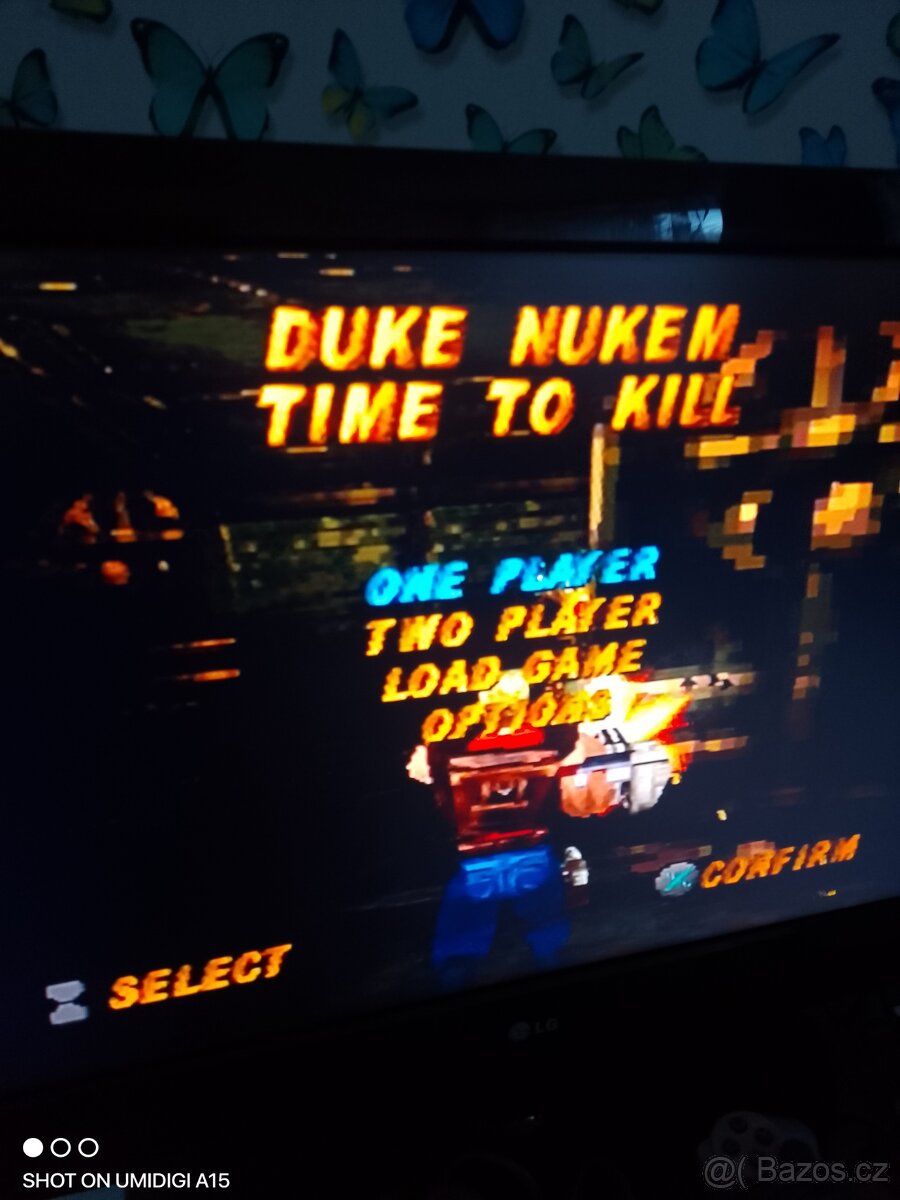 DUKE NUKEM
TIME TO KILL
ONE PLAYER
TWO PLAYER
LOAD GAME
OPTIONS
CONFIRM
SELECT
LG
SHOT ON UMIDIGI A15
@( Bazos.cz